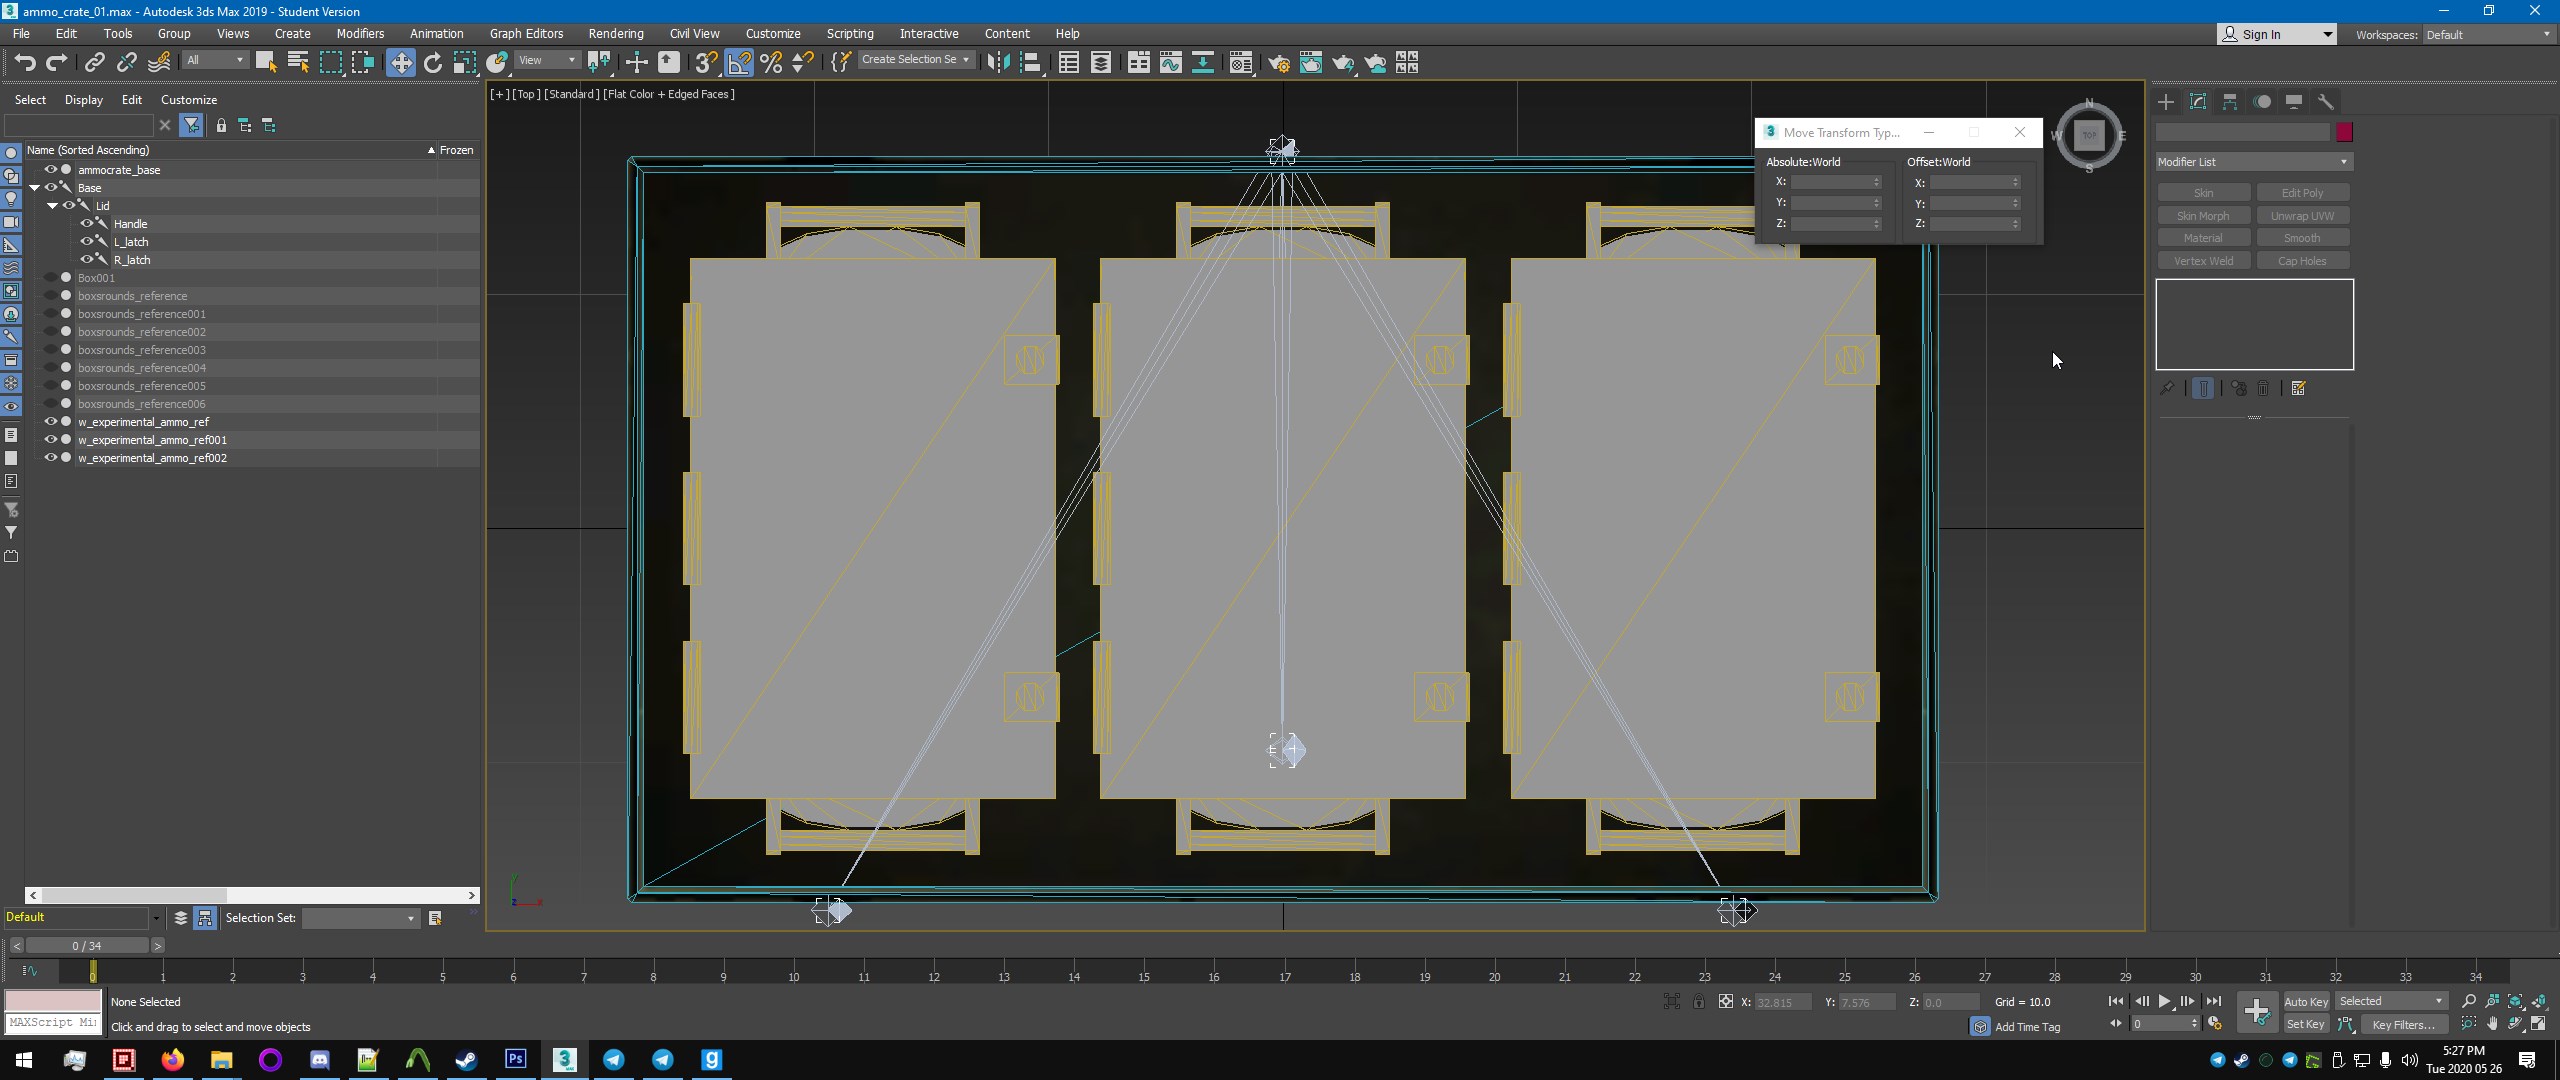 ammo_crate_01.max - Autodesk 3ds Max 2019 - Student Version
File Edit Tools Group Views Create Modifiers Animation Graph Editors Rendering Civil View Customize Scripting Interactive Content Help
Sign In
Workspaces: Default
All
View
Create Selection Se
Select Display Edit Customize
Name (Sorted Ascending) Frozen
ammocrate_base
Base
Lid
Handle
L_latch
R_latch
Box001
boxsrounds_reference
boxsrounds_reference001
boxsrounds_reference002
boxsrounds_reference003
boxsrounds_reference004
boxsrounds_reference005
boxsrounds_reference006
w_experimental_ammo_ref
w_experimental_ammo_ref001
w_experimental_ammo_ref002
Default
Selection Set:
[+] [Top] [Standard] [Flat Color + Edged Faces]
Move Transform Typ...
Absolute:World Offset:World
X: X:
Y: Y:
Z: Z:
N
W TOP E
S
Modifier List
Skin Edit Poly
Skin Morph Unwrap UVW
Material Smooth
Vertex Weld Cap Holes
< 0 / 34 >
0 1 2 3 4 5 6 7 8 9 10 11 12 13 14 15 16 17 18 19 20 21 22 23 24 25 26 27 28 29 30 31 32 33 34
None Selected
MAXScript Mi
Click and drag to select and move objects
X: 32.815 Y: 7.576 Z: 0.0 Grid = 10.0
Add Time Tag
0
Auto Key Selected
Set Key Key Filters...
5:27 PM
Tue 2020 05 26